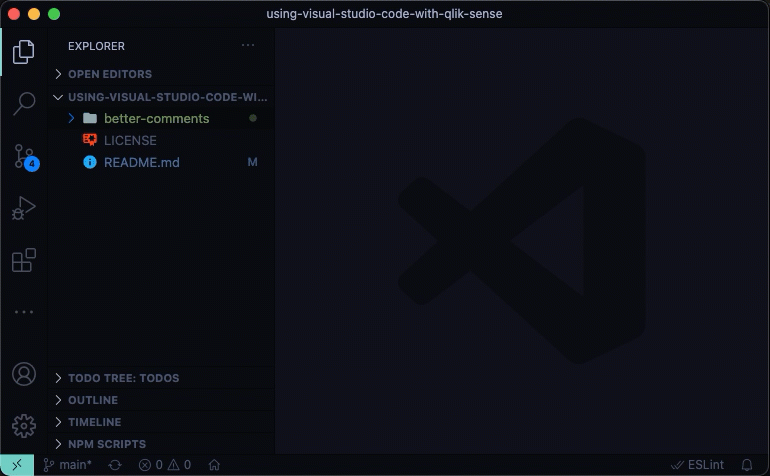 using-visual-studio-code-with-qlik-sense
EXPLORER
OPEN EDITORS
USING-VISUAL-STUDIO-CODE-WI...
better-comments
LICENSE
README.md M
4
TODO TREE: TODOS
OUTLINE
TIMELINE
NPM SCRIPTS
main* 0 0 ESLint